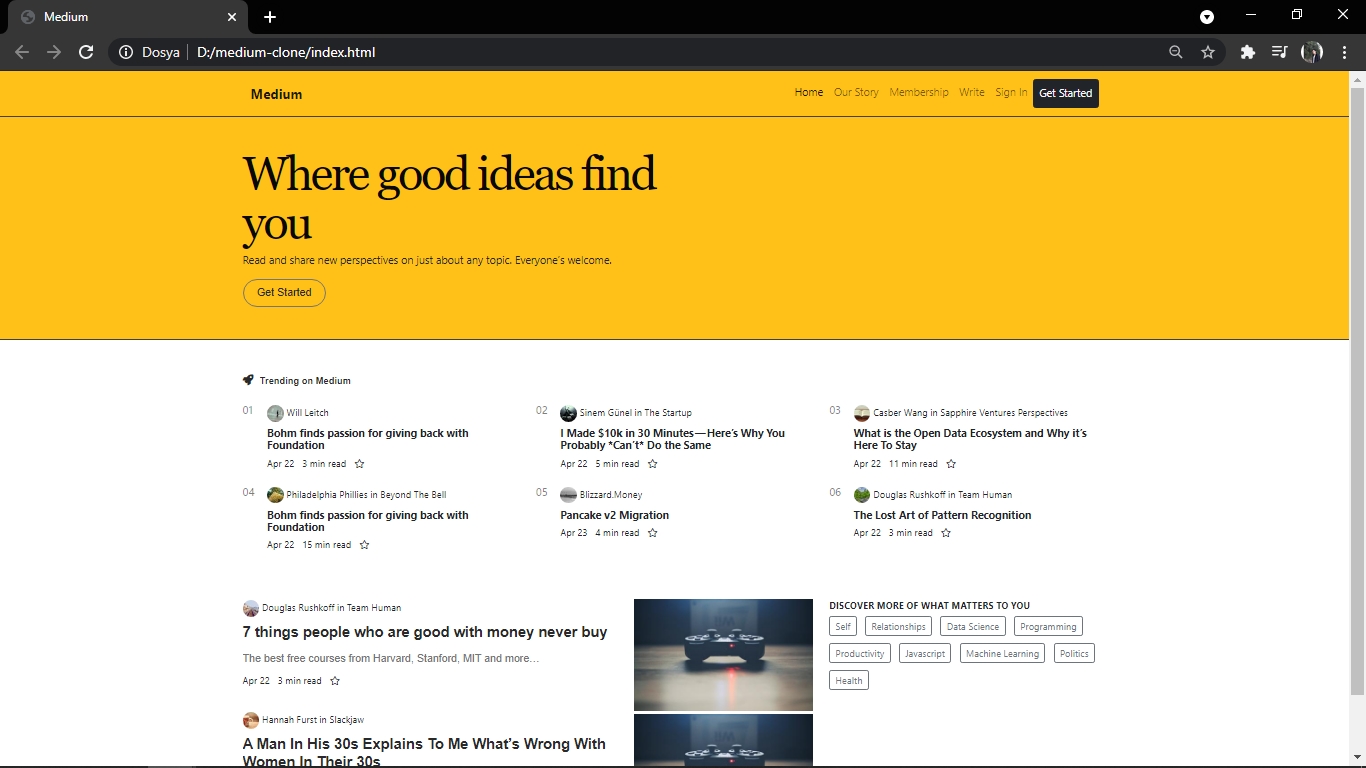 Medium
Dosya
D:/medium-clone/index.html
Medium
Home Our Story Membership Write Sign In Get Started
Where good ideas find
you
Read and share new perspectives on just about any topic. Everyone's welcome.
Get Started
Trending on Medium
01 Will Leitch
Bohm finds passion for giving back with
Foundation
Apr 22 3 min read
02 Sinem Günel in The Startup
I Made $10k in 30 Minutes—Here's Why You
Probably *Can't* Do the Same
Apr 22 5 min read
03 Casber Wang in Sapphire Ventures Perspectives
What is the Open Data Ecosystem and Why it's
Here To Stay
Apr 22 11 min read
04 Philadelphia Phillies in Beyond The Bell
Bohm finds passion for giving back with
Foundation
Apr 22 15 min read
05 Blizzard.Money
Pancake v2 Migration
Apr 23 4 min read
06 Douglas Rushkoff in Team Human
The Lost Art of Pattern Recognition
Apr 22 3 min read
Douglas Rushkoff in Team Human
7 things people who are good with money never buy
The best free courses from Harvard, Stanford, MIT and more...
Apr 22 3 min read
Hannah Furst in Slackjaw
A Man In His 30s Explains To Me What's Wrong With
Women In Their 30s
DISCOVER MORE OF WHAT MATTERS TO YOU
Self Relationships Data Science Programming
Productivity Javascript Machine Learning Politics
Health